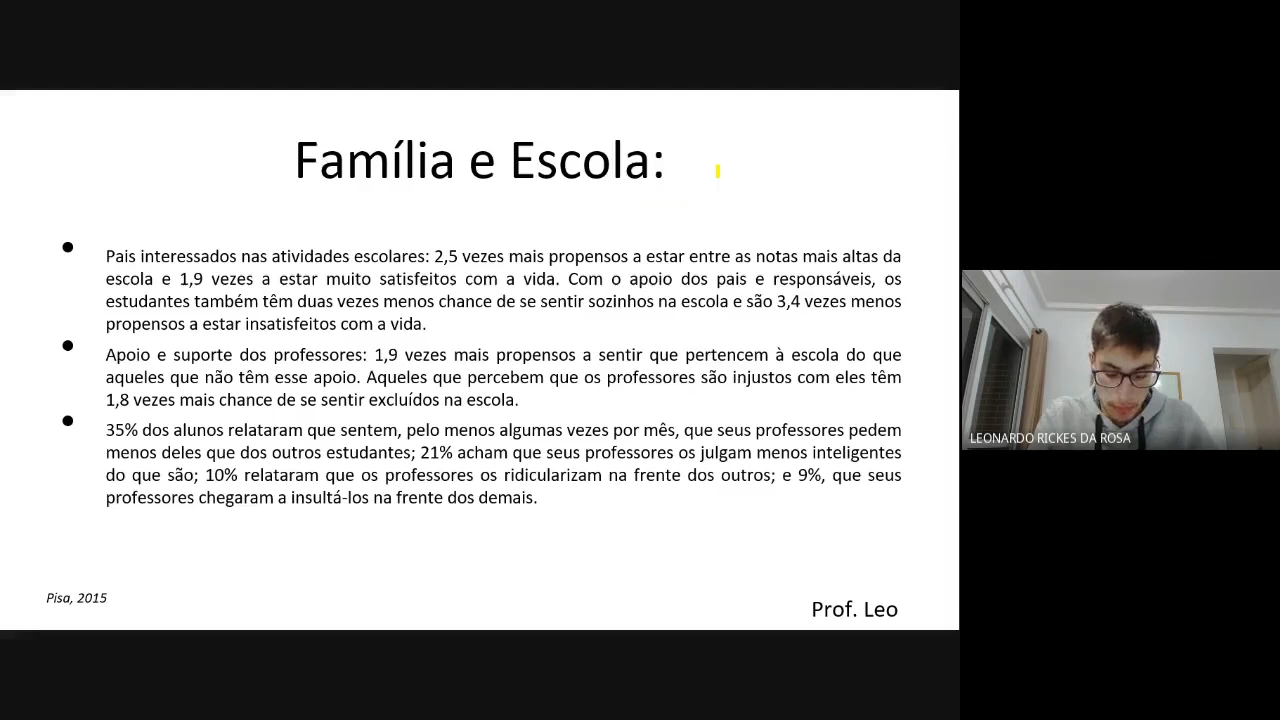 Família e Escola:
Pais interessados nas atividades escolares: 2,5 vezes mais propensos a estar entre as notas mais altas da
escola e 1,9 vezes a estar muito satisfeitos com a vida. Com o apoio dos pais e responsáveis, os
estudantes também têm duas vezes menos chance de se sentir sozinhos na escola e são 3,4 vezes menos
propensos a estar insatisfeitos com a vida.
Apoio e suporte dos professores: 1,9 vezes mais propensos a sentir que pertencem à escola do que
aqueles que não têm esse apoio. Aqueles que percebem que os professores são injustos com eles têm
1,8 vezes mais chance de se sentir excluídos na escola.
35% dos alunos relataram que sentem, pelo menos algumas vezes por mês, que seus professores pedem
menos deles que dos outros estudantes; 21% acham que seus professores os julgam menos inteligentes
do que são; 10% relataram que os professores os ridicularizam na frente dos outros; e 9%, que seus
professores chegaram a insultá-los na frente dos demais.
Pisa, 2015
Prof. Leo
LEONARDO RICKES DA ROSA